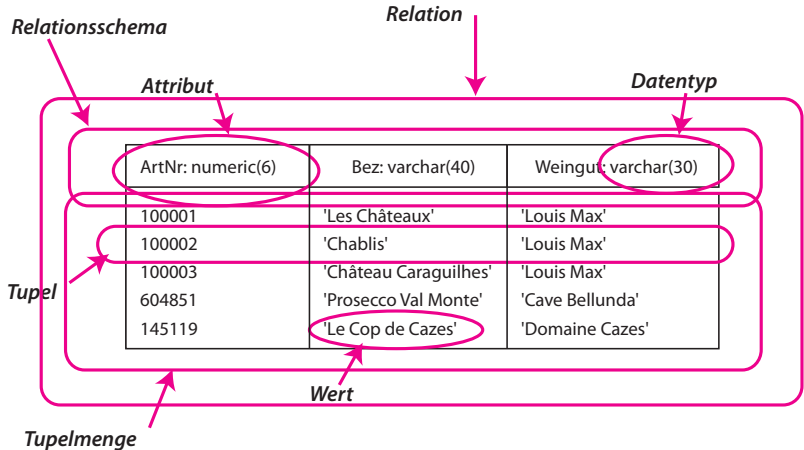 Relation
Relationsschema
Attribut
Datentyp
ArtNr: numeric(6) Bez: varchar(40) Weingut: varchar(30)
100001 'Les Châteaux' 'Louis Max'
100002 'Chablis' 'Louis Max'
100003 'Château Caraguilhes' 'Louis Max'
Tupel
604851 'Prosecco Val Monte' 'Cave Bellunda'
145119 'Le Cop de Cazes' 'Domaine Cazes'
Wert
Tupelmenge